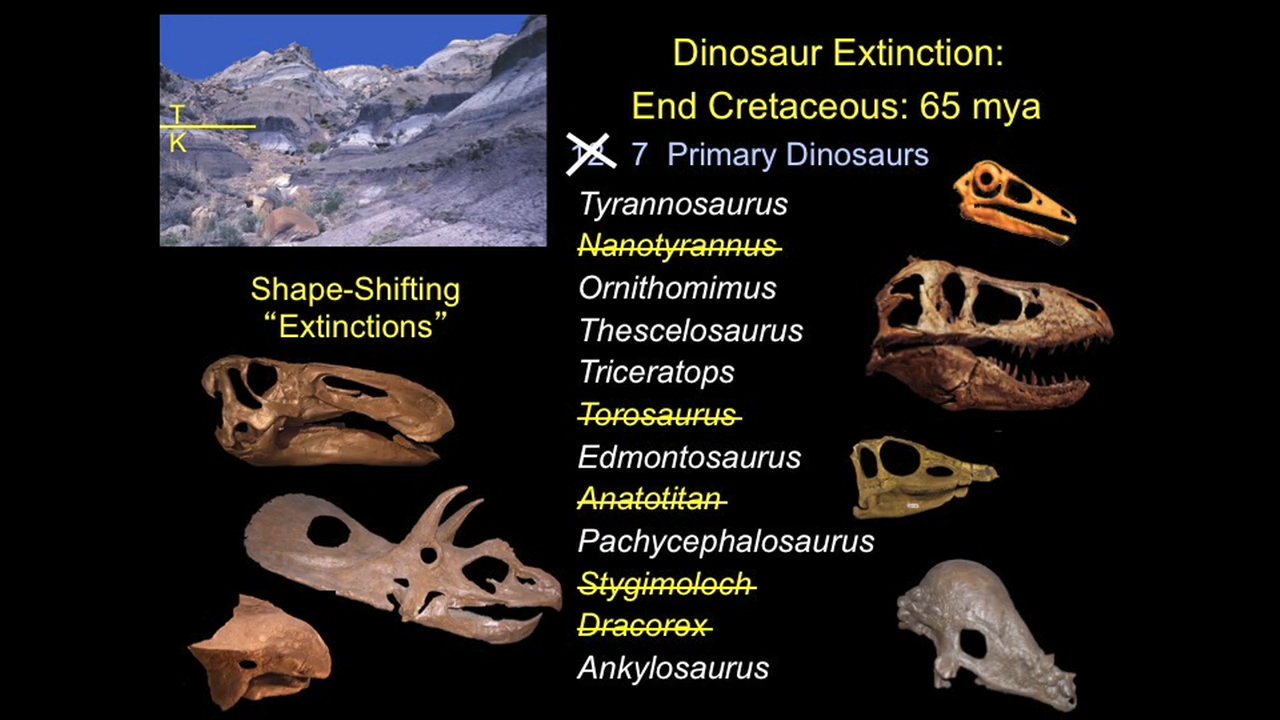 T
K
Dinosaur Extinction:
End Cretaceous: 65 mya
12 7 Primary Dinosaurs
Tyrannosaurus
Nanotyrannus
Ornithomimus
Thescelosaurus
Triceratops
Torosaurus
Edmontosaurus
Anatotitan
Pachycephalosaurus
Stygimoloch
Dracorex
Ankylosaurus
Shape-Shifting
“Extinctions”